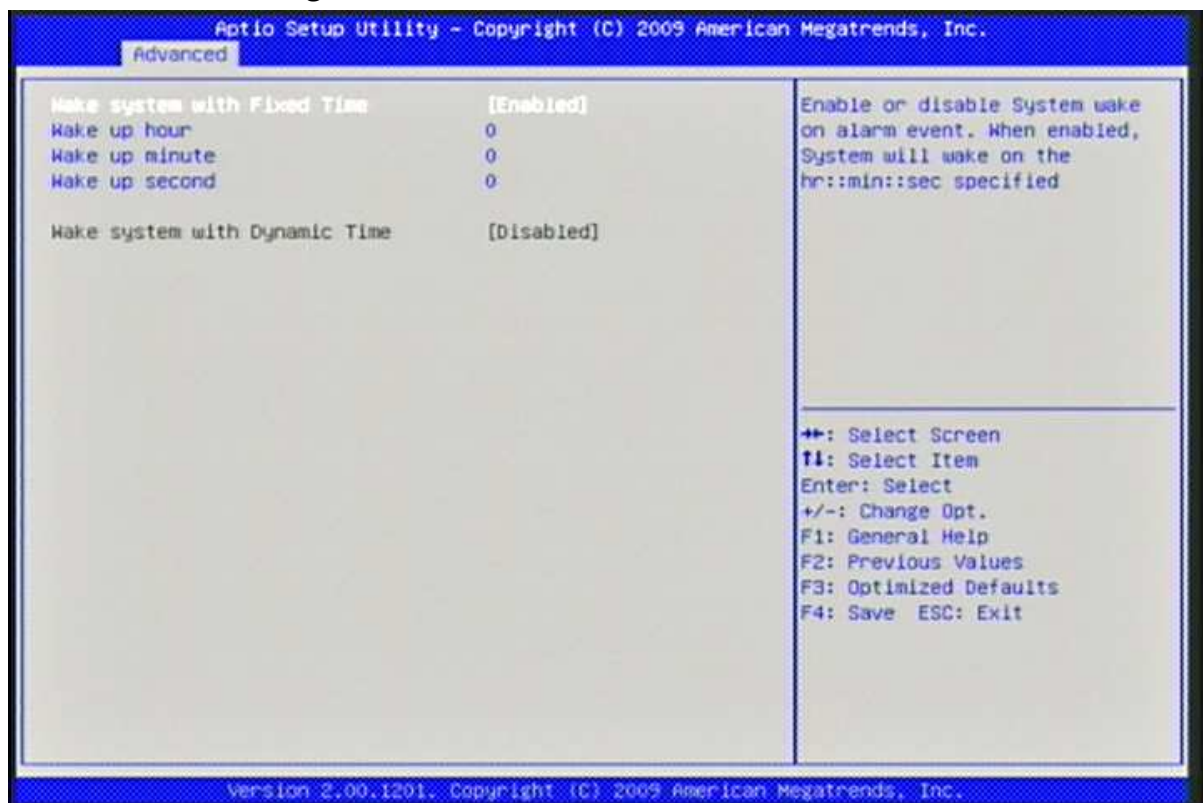 Aptio Setup Utility – Copyright (C) 2009 American Megatrends, Inc.
Advanced
Wake system with Fixed Time [Enabled]
Wake up hour 0
Wake up minute 0
Wake up second 0
Wake system with Dynamic Time [Disabled]
Enable or disable System wake
on alarm event. When enabled,
System will wake on the
hr::min::sec specified
→←: Select Screen
↑↓: Select Item
Enter: Select
+/-: Change Opt.
F1: General Help
F2: Previous Values
F3: Optimized Defaults
F4: Save ESC: Exit
Version 2.00.1201. Copyright (C) 2009 American Megatrends, Inc.